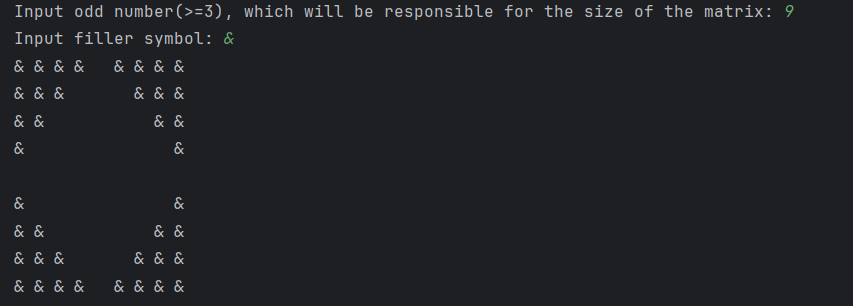 Input odd number(>=3), which will be responsible for the size of the matrix: 9
Input filler symbol: &
& & & &   & & & &
& & &       & & &
& &           & &
&               &

&               &
& &           & &
& & &       & & &
& & & &   & & & &